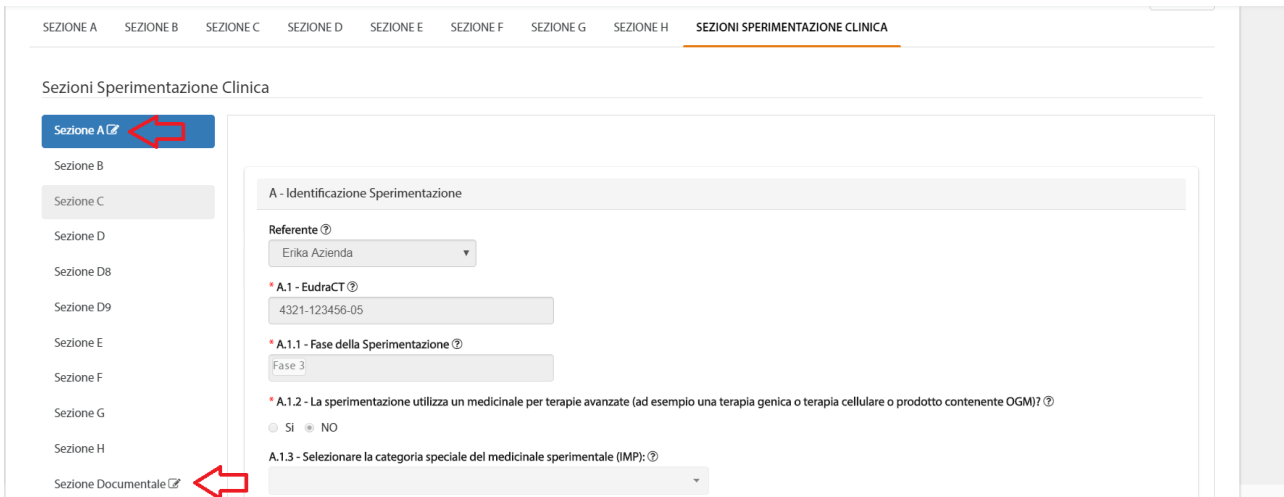 SEZIONE A SEZIONE B SEZIONE C SEZIONE D SEZIONE E SEZIONE F SEZIONE G SEZIONE H SEZIONI SPERIMENTAZIONE CLINICA
Sezioni Sperimentazione Clinica
Sezione A
Sezione B
Sezione C
Sezione D
Sezione D8
Sezione D9
Sezione E
Sezione F
Sezione G
Sezione H
Sezione Documentale
A - Identificazione Sperimentazione
Referente
Erika Azienda
* A.1 - EudraCT
4321-123456-05
* A.1.1 - Fase della Sperimentazione
Fase 3
* A.1.2 - La sperimentazione utilizza un medicinale per terapie avanzate (ad esempio una terapia genica o terapia cellulare o prodotto contenente OGM)?
Si NO
A.1.3 - Selezionare la categoria speciale del medicinale sperimentale (IMP):